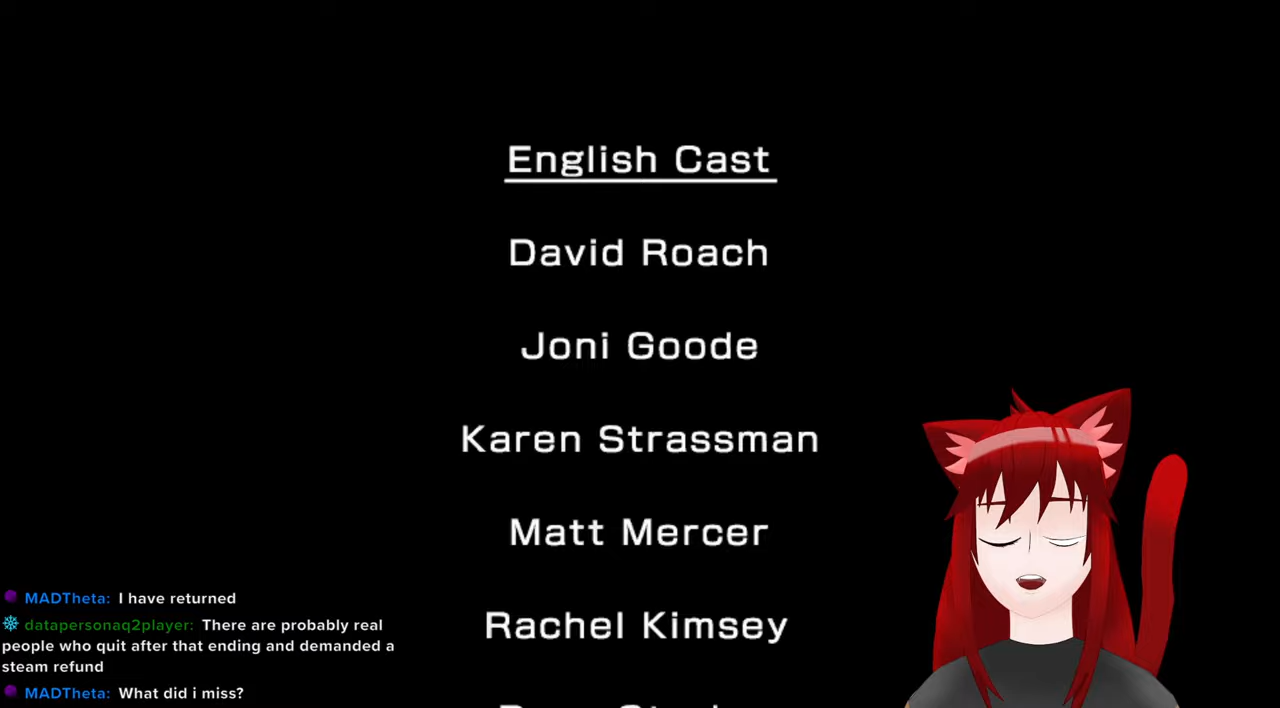 English Cast
David Roach
Joni Goode
Karen Strassman
Matt Mercer
Rachel Kimsey
MADTheta: I have returned
datapersonaq2player: There are probably real
people who quit after that ending and demanded a
steam refund
MADTheta: What did i miss?